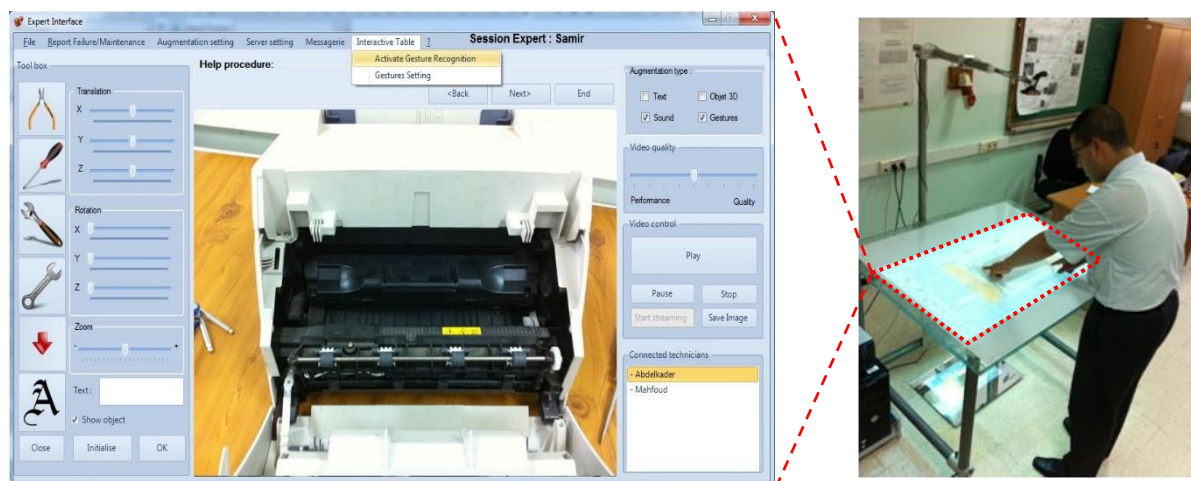 Expert Interface
File Report Failure/Maintenance Augmentation setting Server setting Messagerie Interactive Table ? Session Expert : Samir
Activate Gesture Recognition
Gestures Setting
Tool box
Translation
X
Y
Z
Rotation
X
Y
Z
Zoom
- +
A
Text :
Show object
Close Initialise OK
Help procedure:
<Back Next> End
Augmentation type :
Text Objet 3D
Sound Gestures
Video quality
Performance Quality
Video control
Play
Pause Stop
Start streaming Save Image
Connected technicians
- Abdelkader
- Mahfoud